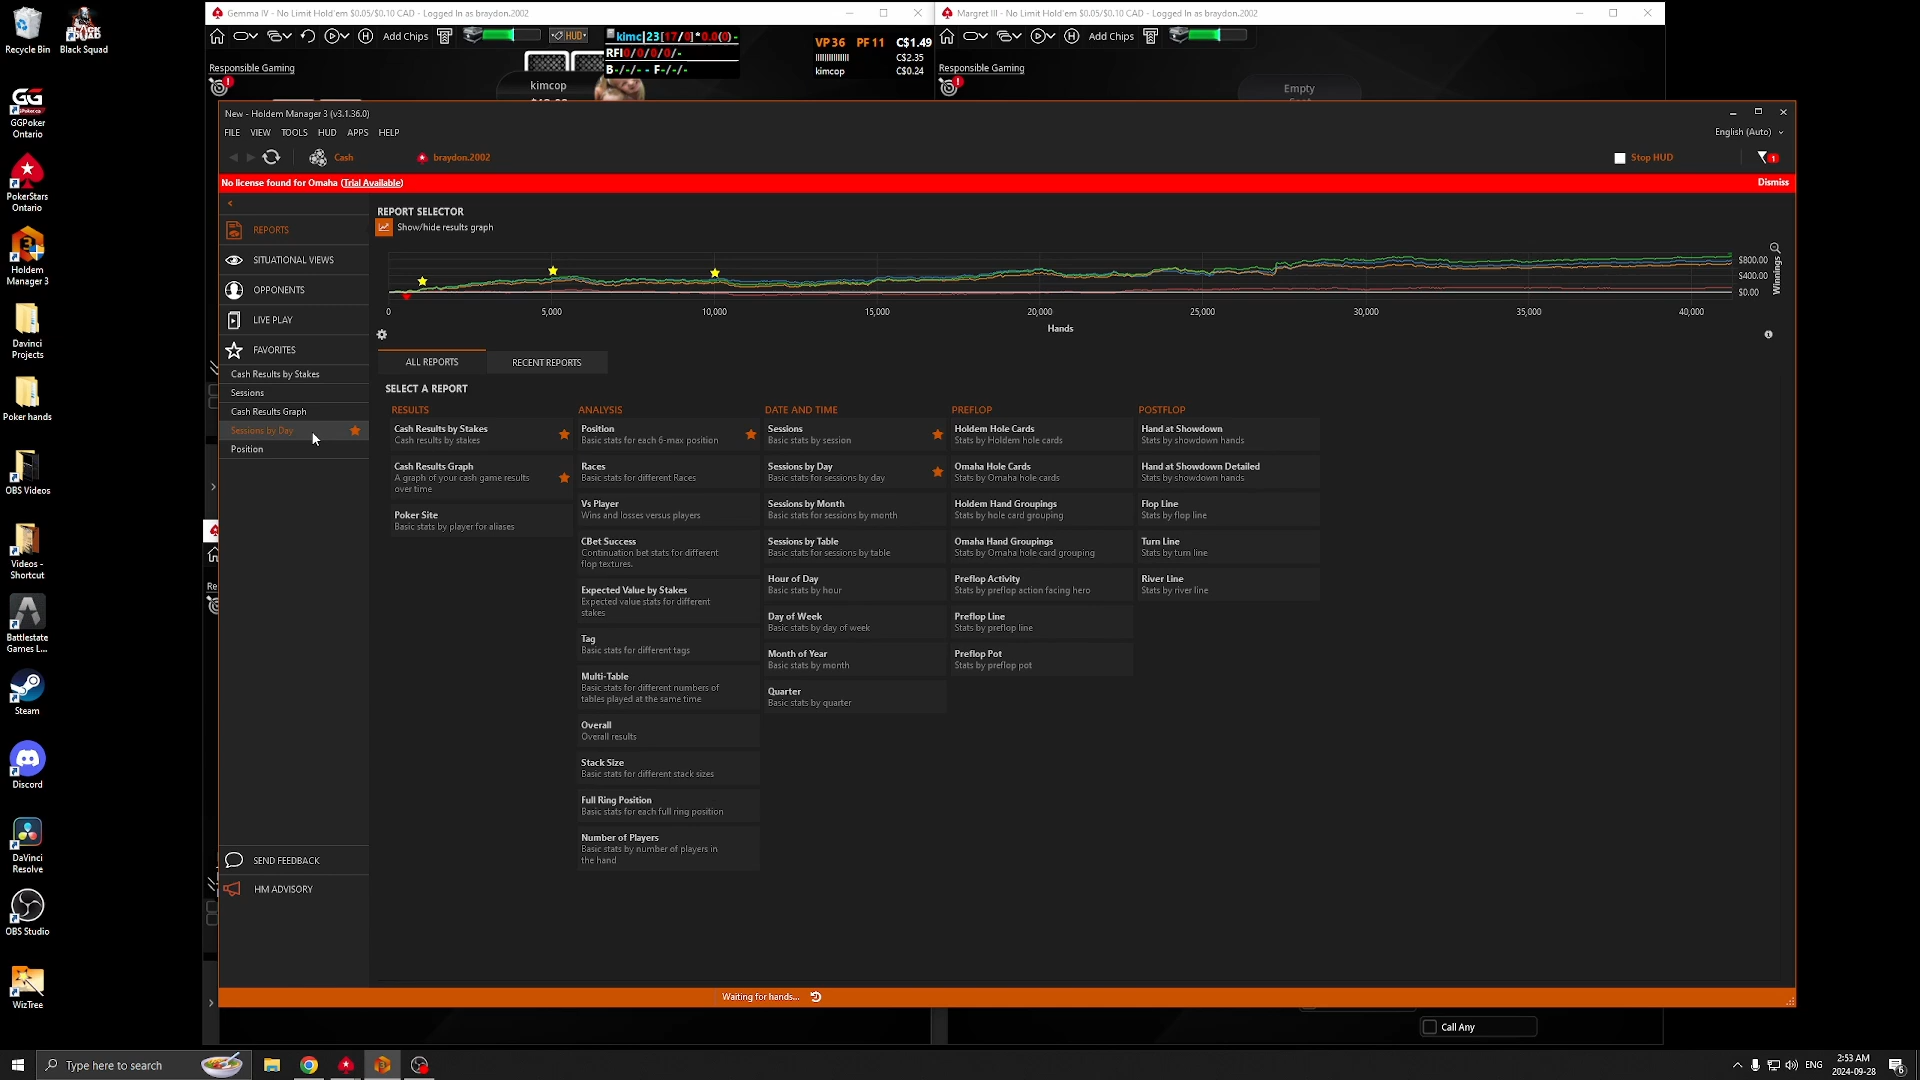 Recycle Bin
Black Squad
GGPoker Ontario
PokerStars Ontario
Holdem Manager 3
Davinci Projects
Poker hands
OBS Videos
Videos - Shortcut
Battlestate Games L...
Steam
Discord
DaVinci Resolve
OBS Studio
WizTree
Gemma IV - No Limit Hold'em $0.05/$0.10 CAD - Logged In as braydon.2002
Add Chips
HUD
kimc|23[17/0]*0.0(0) -
RFI0/0/0/0/-
B-/-/- - F-/-/-
VP 36 PF 11 C$1.49
C$2.35
kimcop C$0.24
Responsible Gaming
kimcop
Margret III - No Limit Hold'em $0.05/$0.10 CAD - Logged In as braydon.2002
Add Chips
Responsible Gaming
Empty
New - Holdem Manager 3 (v3.1.36.0)
FILE VIEW TOOLS HUD APPS HELP
English (Auto)
Cash
braydon.2002
Stop HUD
1
No license found for Omaha (Trial Available)
Dismiss
REPORTS
SITUATIONAL VIEWS
OPPONENTS
LIVE PLAY
FAVORITES
Cash Results by Stakes
Sessions
Cash Results Graph
Sessions by Day
Position
SEND FEEDBACK
HM ADVISORY
REPORT SELECTOR
Show/hide results graph
$800.00
$400.00
$0.00
Winnings
0 5,000 10,000 15,000 20,000 25,000 30,000 35,000 40,000
Hands
ALL REPORTS
RECENT REPORTS
SELECT A REPORT
RESULTS
Cash Results by Stakes
Cash results by stakes
Cash Results Graph
A graph of your cash game results
over time
Poker Site
Basic stats by player for aliases
ANALYSIS
Position
Basic stats for each 6-max position
Races
Basic stats for different Races
Vs Player
Wins and losses versus players
CBet Success
Continuation bet stats for different
flop textures.
Expected Value by Stakes
Expected value stats for different
stakes
Tag
Basic stats for different tags
Multi-Table
Basic stats for different numbers of
tables played at the same time
Overall
Overall results
Stack Size
Basic stats for different stack sizes
Full Ring Position
Basic stats for each full ring position
Number of Players
Basic stats by number of players in
the hand
DATE AND TIME
Sessions
Basic stats by session
Sessions by Day
Basic stats for sessions by day
Sessions by Month
Basic stats for sessions by month
Sessions by Table
Basic stats for sessions by table
Hour of Day
Basic stats by hour
Day of Week
Basic stats by day of week
Month of Year
Basic stats by month
Quarter
Basic stats by quarter
PREFLOP
Holdem Hole Cards
Stats by Holdem hole cards
Omaha Hole Cards
Stats by Omaha hole cards
Holdem Hand Groupings
Stats by hole card grouping
Omaha Hand Groupings
Stats by Omaha hole card grouping
Preflop Activity
Stats by preflop action facing hero
Preflop Line
Stats by preflop line
Preflop Pot
Stats by preflop pot
POSTFLOP
Hand at Showdown
Stats by showdown hands
Hand at Showdown Detailed
Stats by showdown hands
Flop Line
Stats by flop line
Turn Line
Stats by turn line
River Line
Stats by river line
Waiting for hands...
Call Any
Type here to search
ENG
2:53 AM
2024-09-28
6